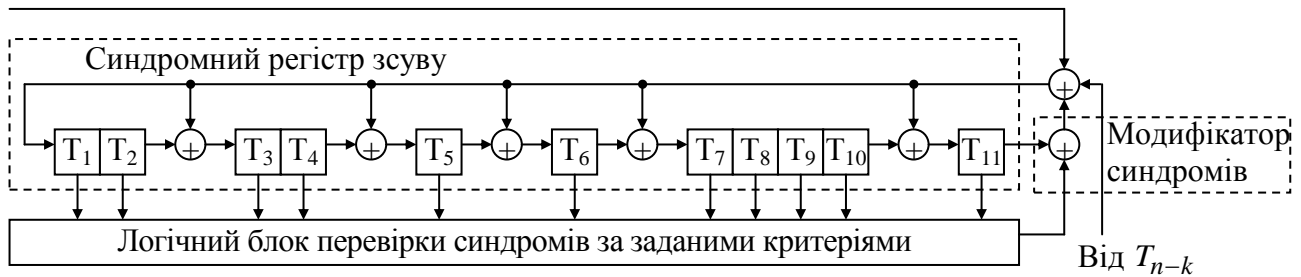 Синдромний регістр зсуву
+
T1 T2 + T3 T4 + T5 + T6 + T7 T8 T9 T10 + T11 +
Модифікатор
синдромів
Логічний блок перевірки синдромів за заданими критеріями
Від Tn−k